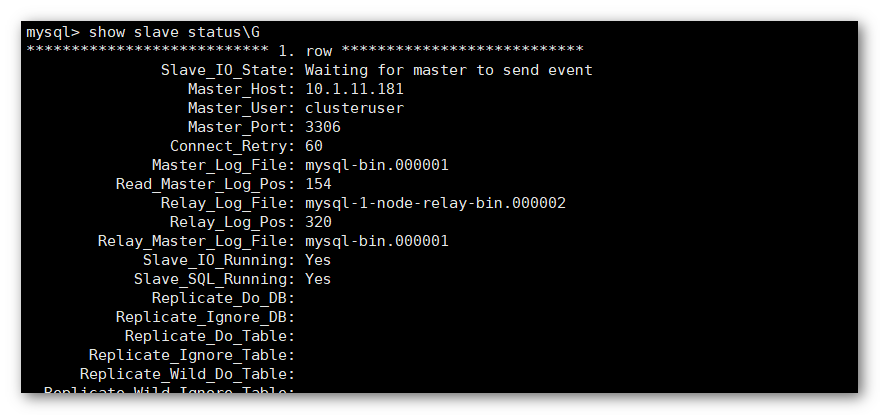 mysql> show slave status\G
*************************** 1. row ***************************
Slave_IO_State: Waiting for master to send event
Master_Host: 10.1.11.181
Master_User: clusteruser
Master_Port: 3306
Connect_Retry: 60
Master_Log_File: mysql-bin.000001
Read_Master_Log_Pos: 154
Relay_Log_File: mysql-1-node-relay-bin.000002
Relay_Log_Pos: 320
Relay_Master_Log_File: mysql-bin.000001
Slave_IO_Running: Yes
Slave_SQL_Running: Yes
Replicate_Do_DB:
Replicate_Ignore_DB:
Replicate_Do_Table:
Replicate_Ignore_Table:
Replicate_Wild_Do_Table:
Replicate_Wild_Ignore_Table: